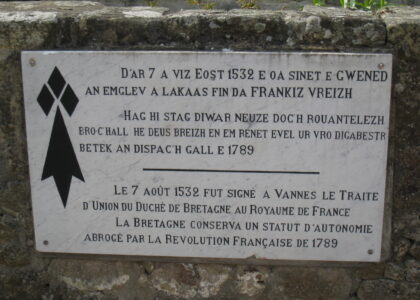 D'AR 7 A VIZ EOST 1532 E OA SINET E GWENED
AN EMGLEV A LAKAAS FIN DA FRANKIZ VREIZH
HAG HI STAG DIWAR NEUZE DOC'H ROUANTELEZH
BRO-C'HALL HE DEUS BREIZH EN EM RENET EVEL UR VRO DIGABESTR
BETEK AN DISPAC'H GALL E 1789
LE 7 AOÛT 1532 FUT SIGNÉ A VANNES LE TRAITE
D'UNION DU DUCHÉ DE BRETAGNE AU ROYAUME DE FRANCE
LA BRETAGNE CONSERVA UN STATUT D'AUTONOMIE
ABROGÉ PAR LA REVOLUTION FRANÇAISE DE 1789